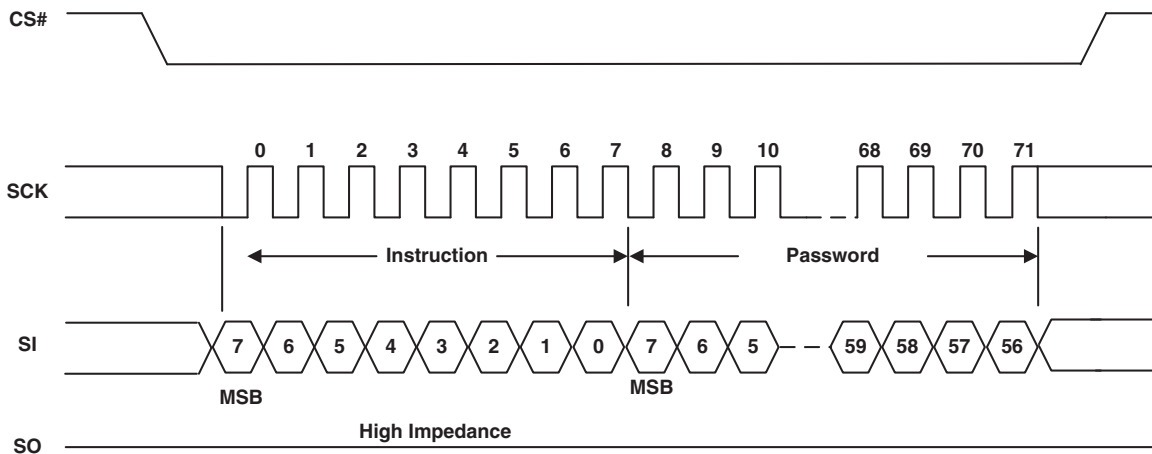 CS#
0 1 2 3 4 5 6 7 8 9 10 68 69 70 71
SCK
Instruction Password
SI 7 6 5 4 3 2 1 0 7 6 5 59 58 57 56
MSB MSB
High Impedance
SO